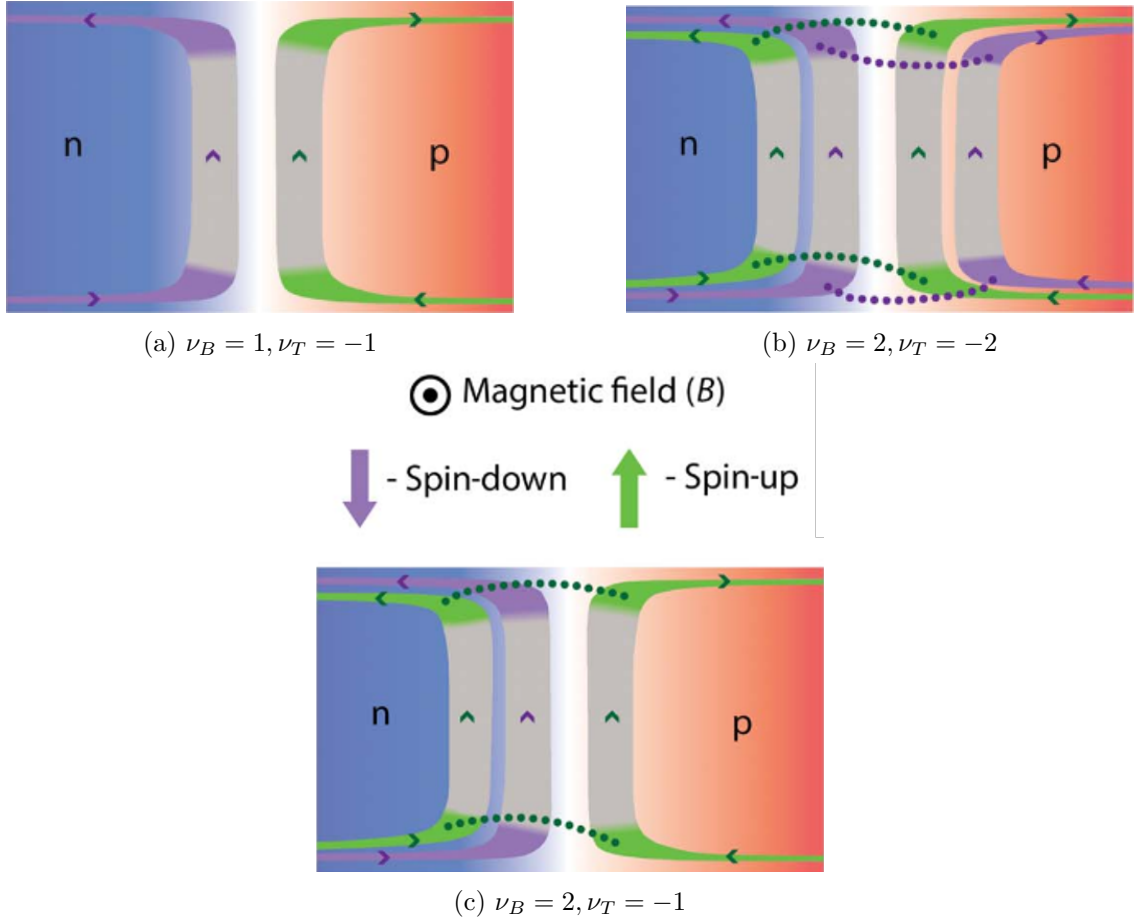 n
p
n
p
(a) ν_B = 1, ν_T = −1
(b) ν_B = 2, ν_T = −2
Magnetic field (B)
- Spin-down
- Spin-up
n
p
(c) ν_B = 2, ν_T = −1